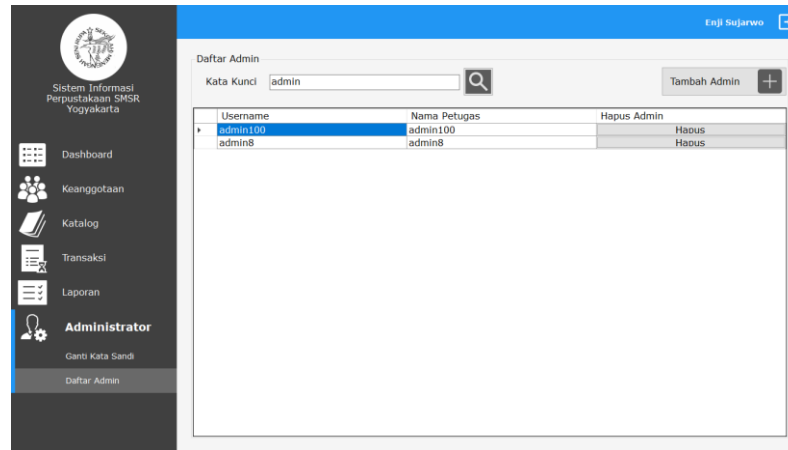 Enji Sujarwo
Sistem Informasi
Perpustakaan SMSR
Yogyakarta
Dashboard
Keanggotaan
Katalog
Transaksi
Laporan
Administrator
Ganti Kata Sandi
Daftar Admin
Daftar Admin
Kata Kunci admin
Tambah Admin
Username Nama Petugas Hapus Admin
admin100 admin100 Hapus
admin8 admin8 Hapus